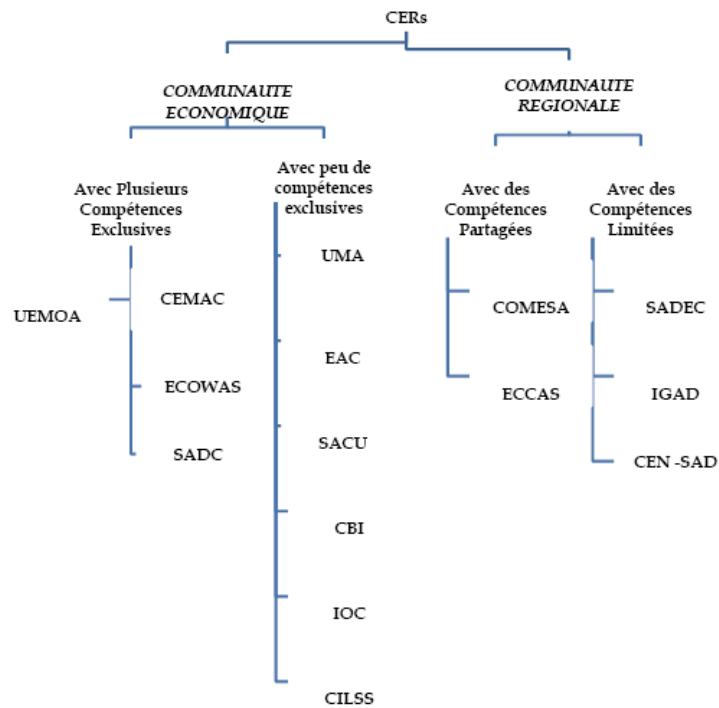 CERs
COMMUNAUTE
ECONOMIQUE
COMMUNAUTE
REGIONALE
Avec Plusieurs
Compétences
Exclusives
UEMOA
CEMAC
ECOWAS
SADC
Avec peu de
compétences
exclusives
UMA
EAC
SACU
CBI
IOC
CILSS
Avec des
Compétences
Partagées
COMESA
ECCAS
Avec des
Compétences
Limitées
SADEC
IGAD
CEN -SAD